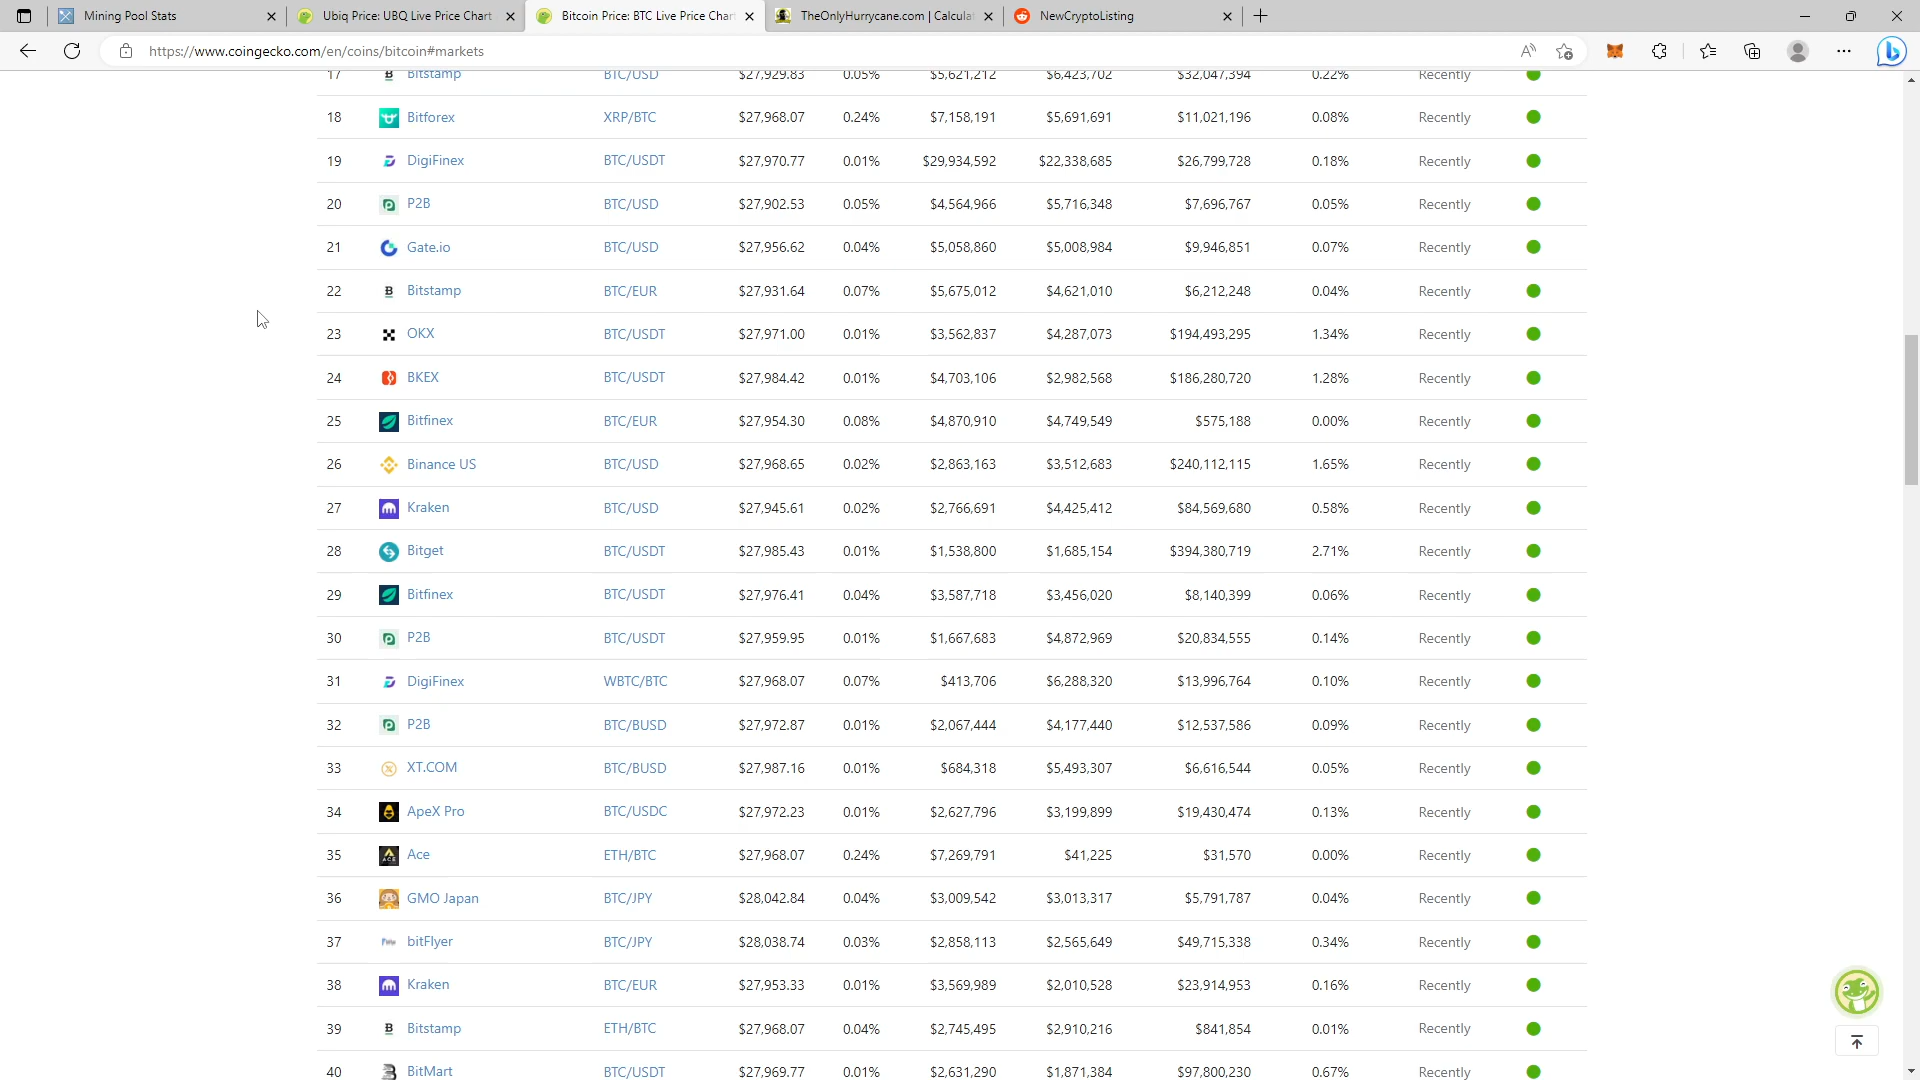 Mining Pool Stats
Ubiq Price: UBQ Live Price Chart
Bitcoin Price: BTC Live Price Char
TheOnlyHurrycane.com | Calcula
NewCryptoListing
https://www.coingecko.com/en/coins/bitcoin#markets
17 Bitstamp BTC/USD $27,929.83 0.05% $5,621,212 $6,423,702 $32,047,394 0.22% Recently
18 Bitforex XRP/BTC $27,968.07 0.24% $7,158,191 $5,691,691 $11,021,196 0.08% Recently
19 DigiFinex BTC/USDT $27,970.77 0.01% $29,934,592 $22,338,685 $26,799,728 0.18% Recently
20 P2B BTC/USD $27,902.53 0.05% $4,564,966 $5,716,348 $7,696,767 0.05% Recently
21 Gate.io BTC/USD $27,956.62 0.04% $5,058,860 $5,008,984 $9,946,851 0.07% Recently
22 Bitstamp BTC/EUR $27,931.64 0.07% $5,675,012 $4,621,010 $6,212,248 0.04% Recently
23 OKX BTC/USDT $27,971.00 0.01% $3,562,837 $4,287,073 $194,493,295 1.34% Recently
24 BKEX BTC/USDT $27,984.42 0.01% $4,703,106 $2,982,568 $186,280,720 1.28% Recently
25 Bitfinex BTC/EUR $27,954.30 0.08% $4,870,910 $4,749,549 $575,188 0.00% Recently
26 Binance US BTC/USD $27,968.65 0.02% $2,863,163 $3,512,683 $240,112,115 1.65% Recently
27 Kraken BTC/USD $27,945.61 0.02% $2,766,691 $4,425,412 $84,569,680 0.58% Recently
28 Bitget BTC/USDT $27,985.43 0.01% $1,538,800 $1,685,154 $394,380,719 2.71% Recently
29 Bitfinex BTC/USDT $27,976.41 0.04% $3,587,718 $3,456,020 $8,140,399 0.06% Recently
30 P2B BTC/USDT $27,959.95 0.01% $1,667,683 $4,872,969 $20,834,555 0.14% Recently
31 DigiFinex WBTC/BTC $27,968.07 0.07% $413,706 $6,288,320 $13,996,764 0.10% Recently
32 P2B BTC/BUSD $27,972.87 0.01% $2,067,444 $4,177,440 $12,537,586 0.09% Recently
33 XT.COM BTC/BUSD $27,987.16 0.01% $684,318 $5,493,307 $6,616,544 0.05% Recently
34 ApeX Pro BTC/USDC $27,972.23 0.01% $2,627,796 $3,199,899 $19,430,474 0.13% Recently
35 Ace ETH/BTC $27,968.07 0.24% $7,269,791 $41,225 $31,570 0.00% Recently
36 GMO Japan BTC/JPY $28,042.84 0.04% $3,009,542 $3,013,317 $5,791,787 0.04% Recently
37 bitFlyer BTC/JPY $28,038.74 0.03% $2,858,113 $2,565,649 $49,715,338 0.34% Recently
38 Kraken BTC/EUR $27,953.33 0.01% $3,569,989 $2,010,528 $23,914,953 0.16% Recently
39 Bitstamp ETH/BTC $27,968.07 0.04% $2,745,495 $2,910,216 $841,854 0.01% Recently
40 BitMart BTC/USDT $27,969.77 0.01% $2,631,290 $1,871,384 $97,800,230 0.67% Recently